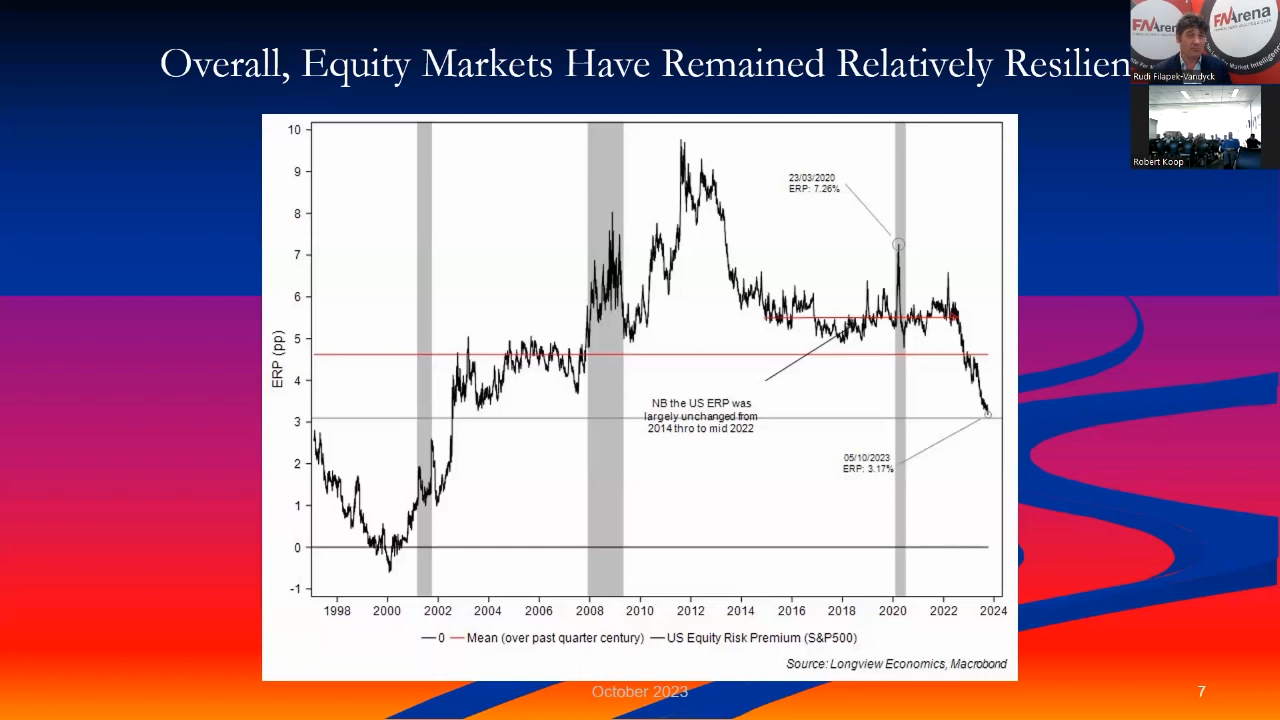 Overall, Equity Markets Have Remained Relatively Resilien
FNArena
FNArena
Rudi Filapek-Vandyck
Robert Koop
ERP (pp)
10
9
8
7
6
5
4
3
2
1
0
-1
23/03/2020
ERP: 7.26%
NB the US ERP was
largely unchanged from
2014 thro to mid 2022
05/10/2023
ERP: 3.17%
1998 2000 2002 2004 2006 2008 2010 2012 2014 2016 2018 2020 2022 2024
0 Mean (over past quarter century) US Equity Risk Premium (S&P500)
Source: Longview Economics, Macrobond
October 2023
7